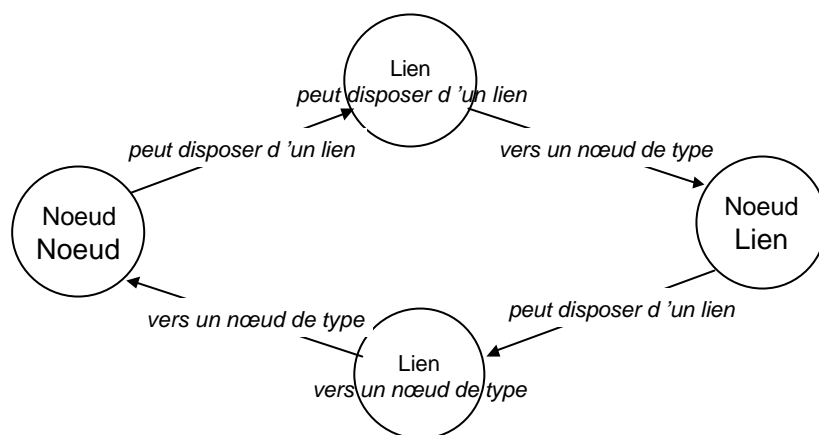 Lien
peut disposer d 'un lien
peut disposer d 'un lien
vers un nœud de type
Noeud
Noeud
Noeud
Lien
vers un nœud de type
peut disposer d 'un lien
Lien
vers un nœud de type